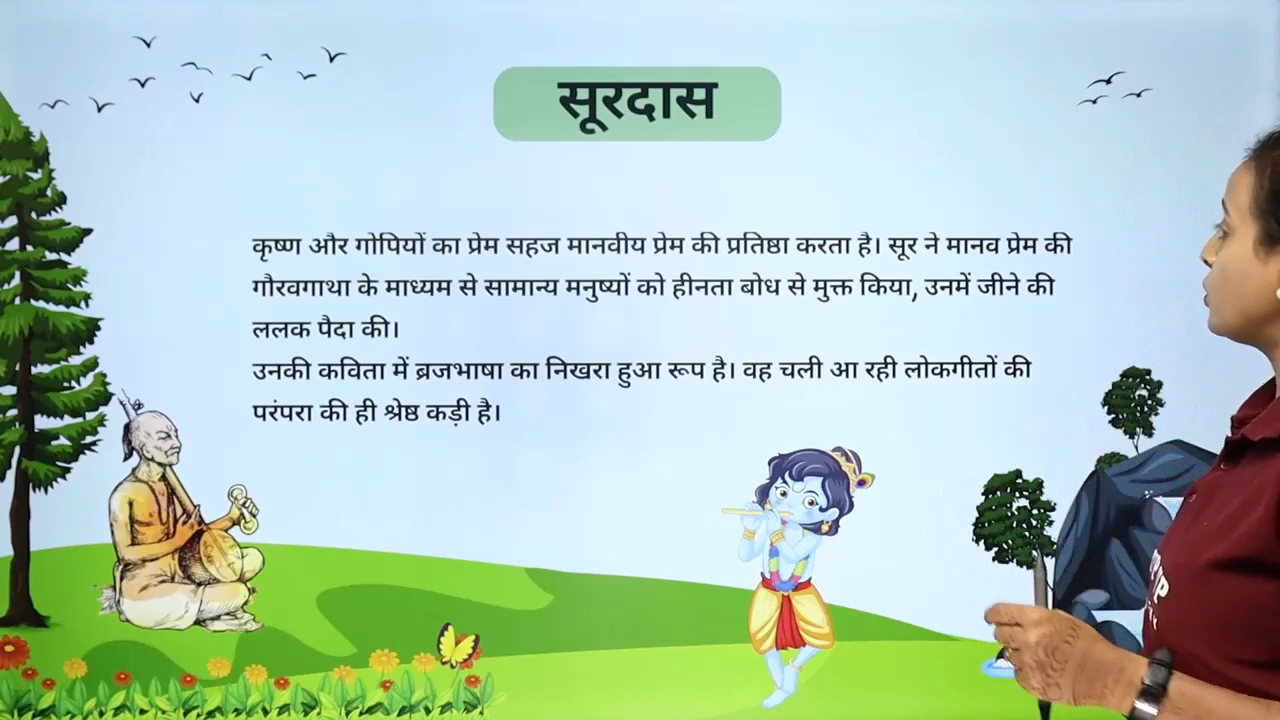 सूरदास
कृष्ण और गोपियों का प्रेम सहज मानवीय प्रेम की प्रतिष्ठा करता है। सूर ने मानव प्रेम की
गौरवगाथा के माध्यम से सामान्य मनुष्यों को हीनता बोध से मुक्त किया, उनमें जीने की
ललक पैदा की।
उनकी कविता में ब्रजभाषा का निखरा हुआ रूप है। वह चली आ रही लोकगीतों की
परंपरा की ही श्रेष्ठ कड़ी है।